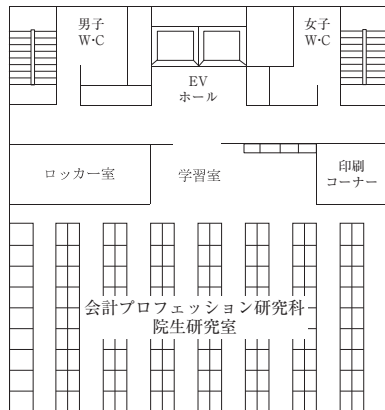 男子
W·C
女子
W·C
EV
ホール
ロッカー室
学習室
印刷
コーナー
会計プロフェッション研究科
院生研究室